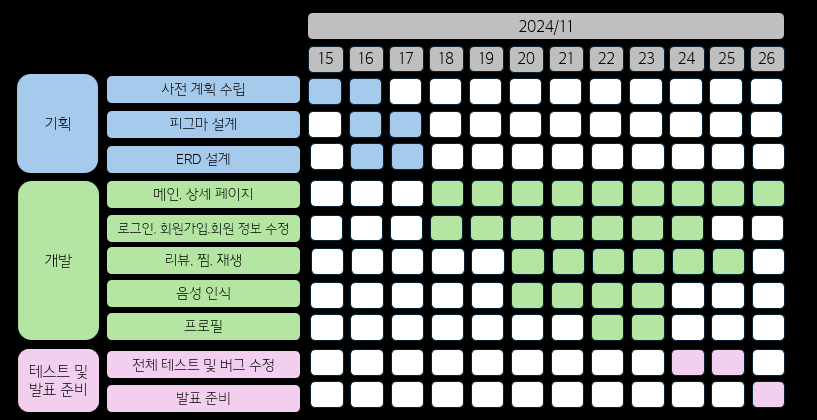 2024/11
15 16 17 18 19 20 21 22 23 24 25 26
기획
사전 계획 수립
피그마 설계
ERD 설계
개발
메인, 상세 페이지
로그인, 회원가입,회원 정보 수정
리뷰, 찜, 재생
음성 인식
프로필
테스트 및
발표 준비
전체 테스트 및 버그 수정
발표 준비